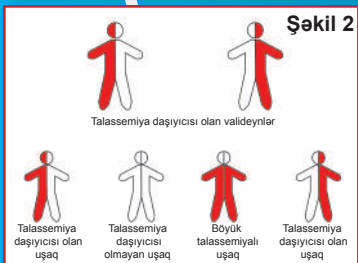 Şəkil 2
Talassemiya daşıyıcısı olan valideynlər
Talassemiya
daşıyıcısı olan
uşaq
Talassemiya
daşıyıcısı
olmayan uşaq
Böyük
talassemiyalı
uşaq
Talassemiya
daşıyıcısı olan
uşaq